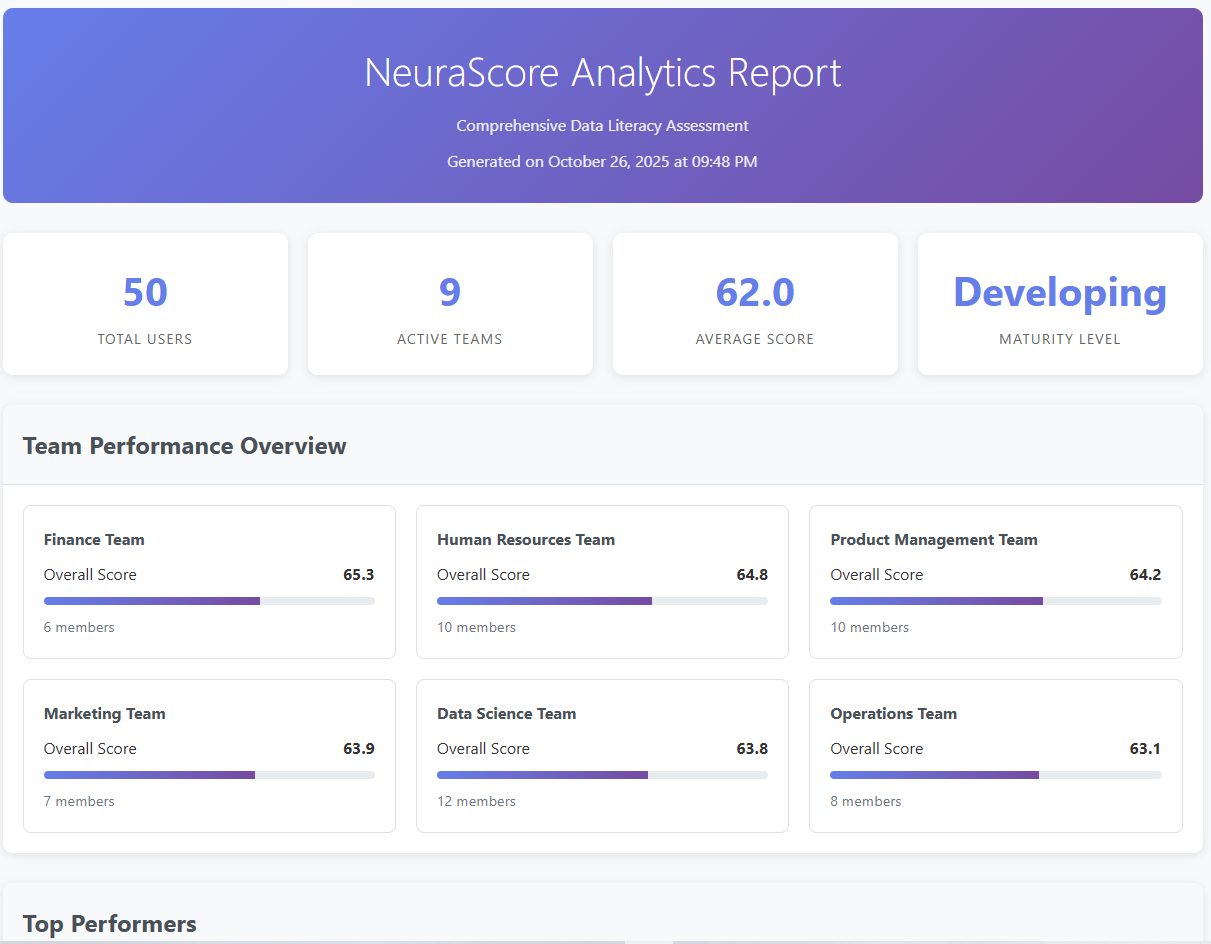 NeuraScore Analytics Report
Comprehensive Data Literacy Assessment
Generated on October 26, 2025 at 09:48 PM
50
TOTAL USERS
9
ACTIVE TEAMS
62.0
AVERAGE SCORE
Developing
MATURITY LEVEL
Team Performance Overview
Finance Team
Overall Score 65.3
6 members
Human Resources Team
Overall Score 64.8
10 members
Product Management Team
Overall Score 64.2
10 members
Marketing Team
Overall Score 63.9
7 members
Data Science Team
Overall Score 63.8
12 members
Operations Team
Overall Score 63.1
8 members
Top Performers